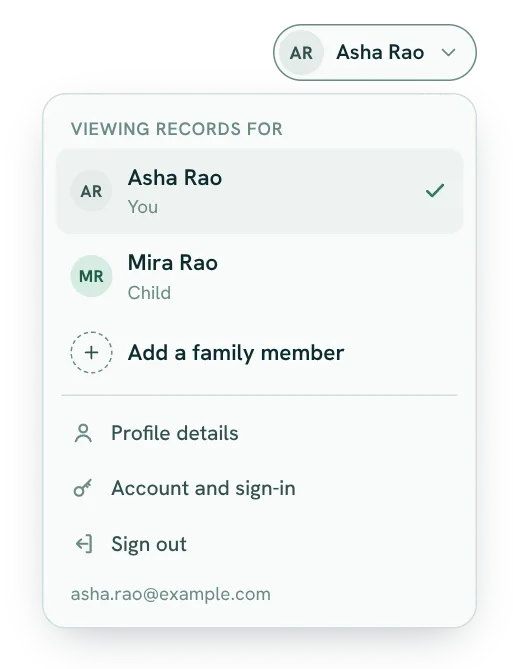 AR Asha Rao
VIEWING RECORDS FOR
AR Asha Rao
You
MR Mira Rao
Child
Add a family member
Profile details
Account and sign-in
Sign out
asha.rao@example.com